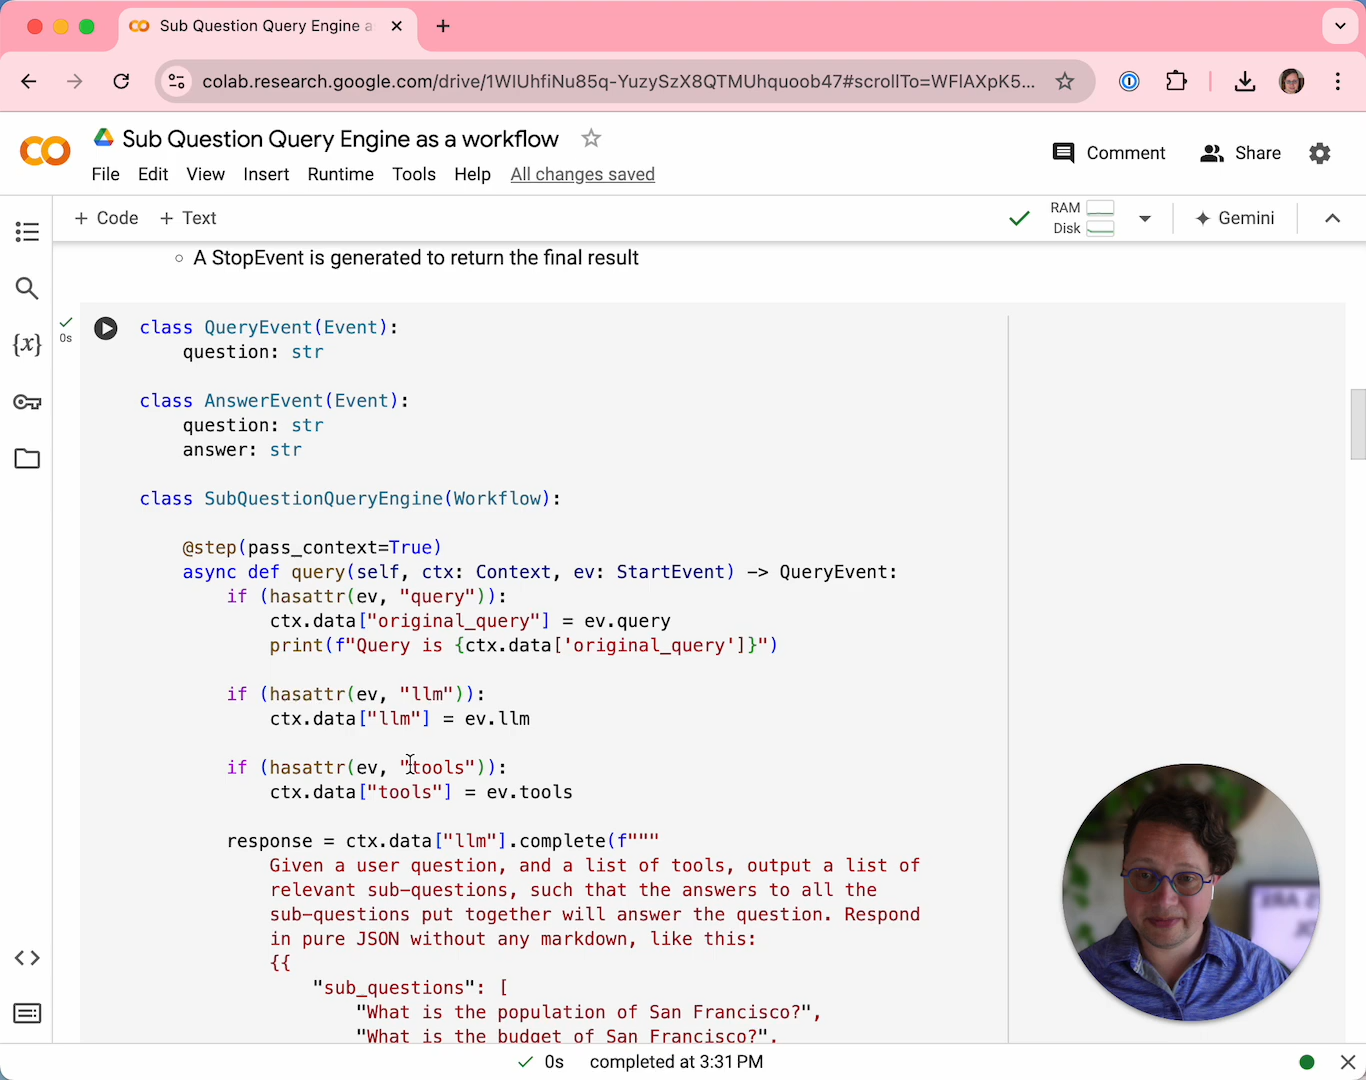 Sub Question Query Engine a
colab.research.google.com/drive/1WlUhfiNu85q-YuzySzX8QTMUhquoob47#scrollTo=WFlAXpK5...
Sub Question Query Engine as a workflow
Comment
Share
File Edit View Insert Runtime Tools Help All changes saved
+ Code + Text
RAM
Disk
Gemini
A StopEvent is generated to return the final result
0s
class QueryEvent(Event):
question: str
class AnswerEvent(Event):
question: str
answer: str
class SubQuestionQueryEngine(Workflow):
@step(pass_context=True)
async def query(self, ctx: Context, ev: StartEvent) -> QueryEvent:
if (hasattr(ev, "query")):
ctx.data["original_query"] = ev.query
print(f"Query is {ctx.data['original_query']}")
if (hasattr(ev, "llm")):
ctx.data["llm"] = ev.llm
if (hasattr(ev, "tools")):
ctx.data["tools"] = ev.tools
response = ctx.data["llm"].complete(f"""
Given a user question, and a list of tools, output a list of
relevant sub-questions, such that the answers to all the
sub-questions put together will answer the question. Respond
in pure JSON without any markdown, like this:
{{
"sub_questions": [
"What is the population of San Francisco?",
"What is the budget of San Francisco?",
0s completed at 3:31 PM